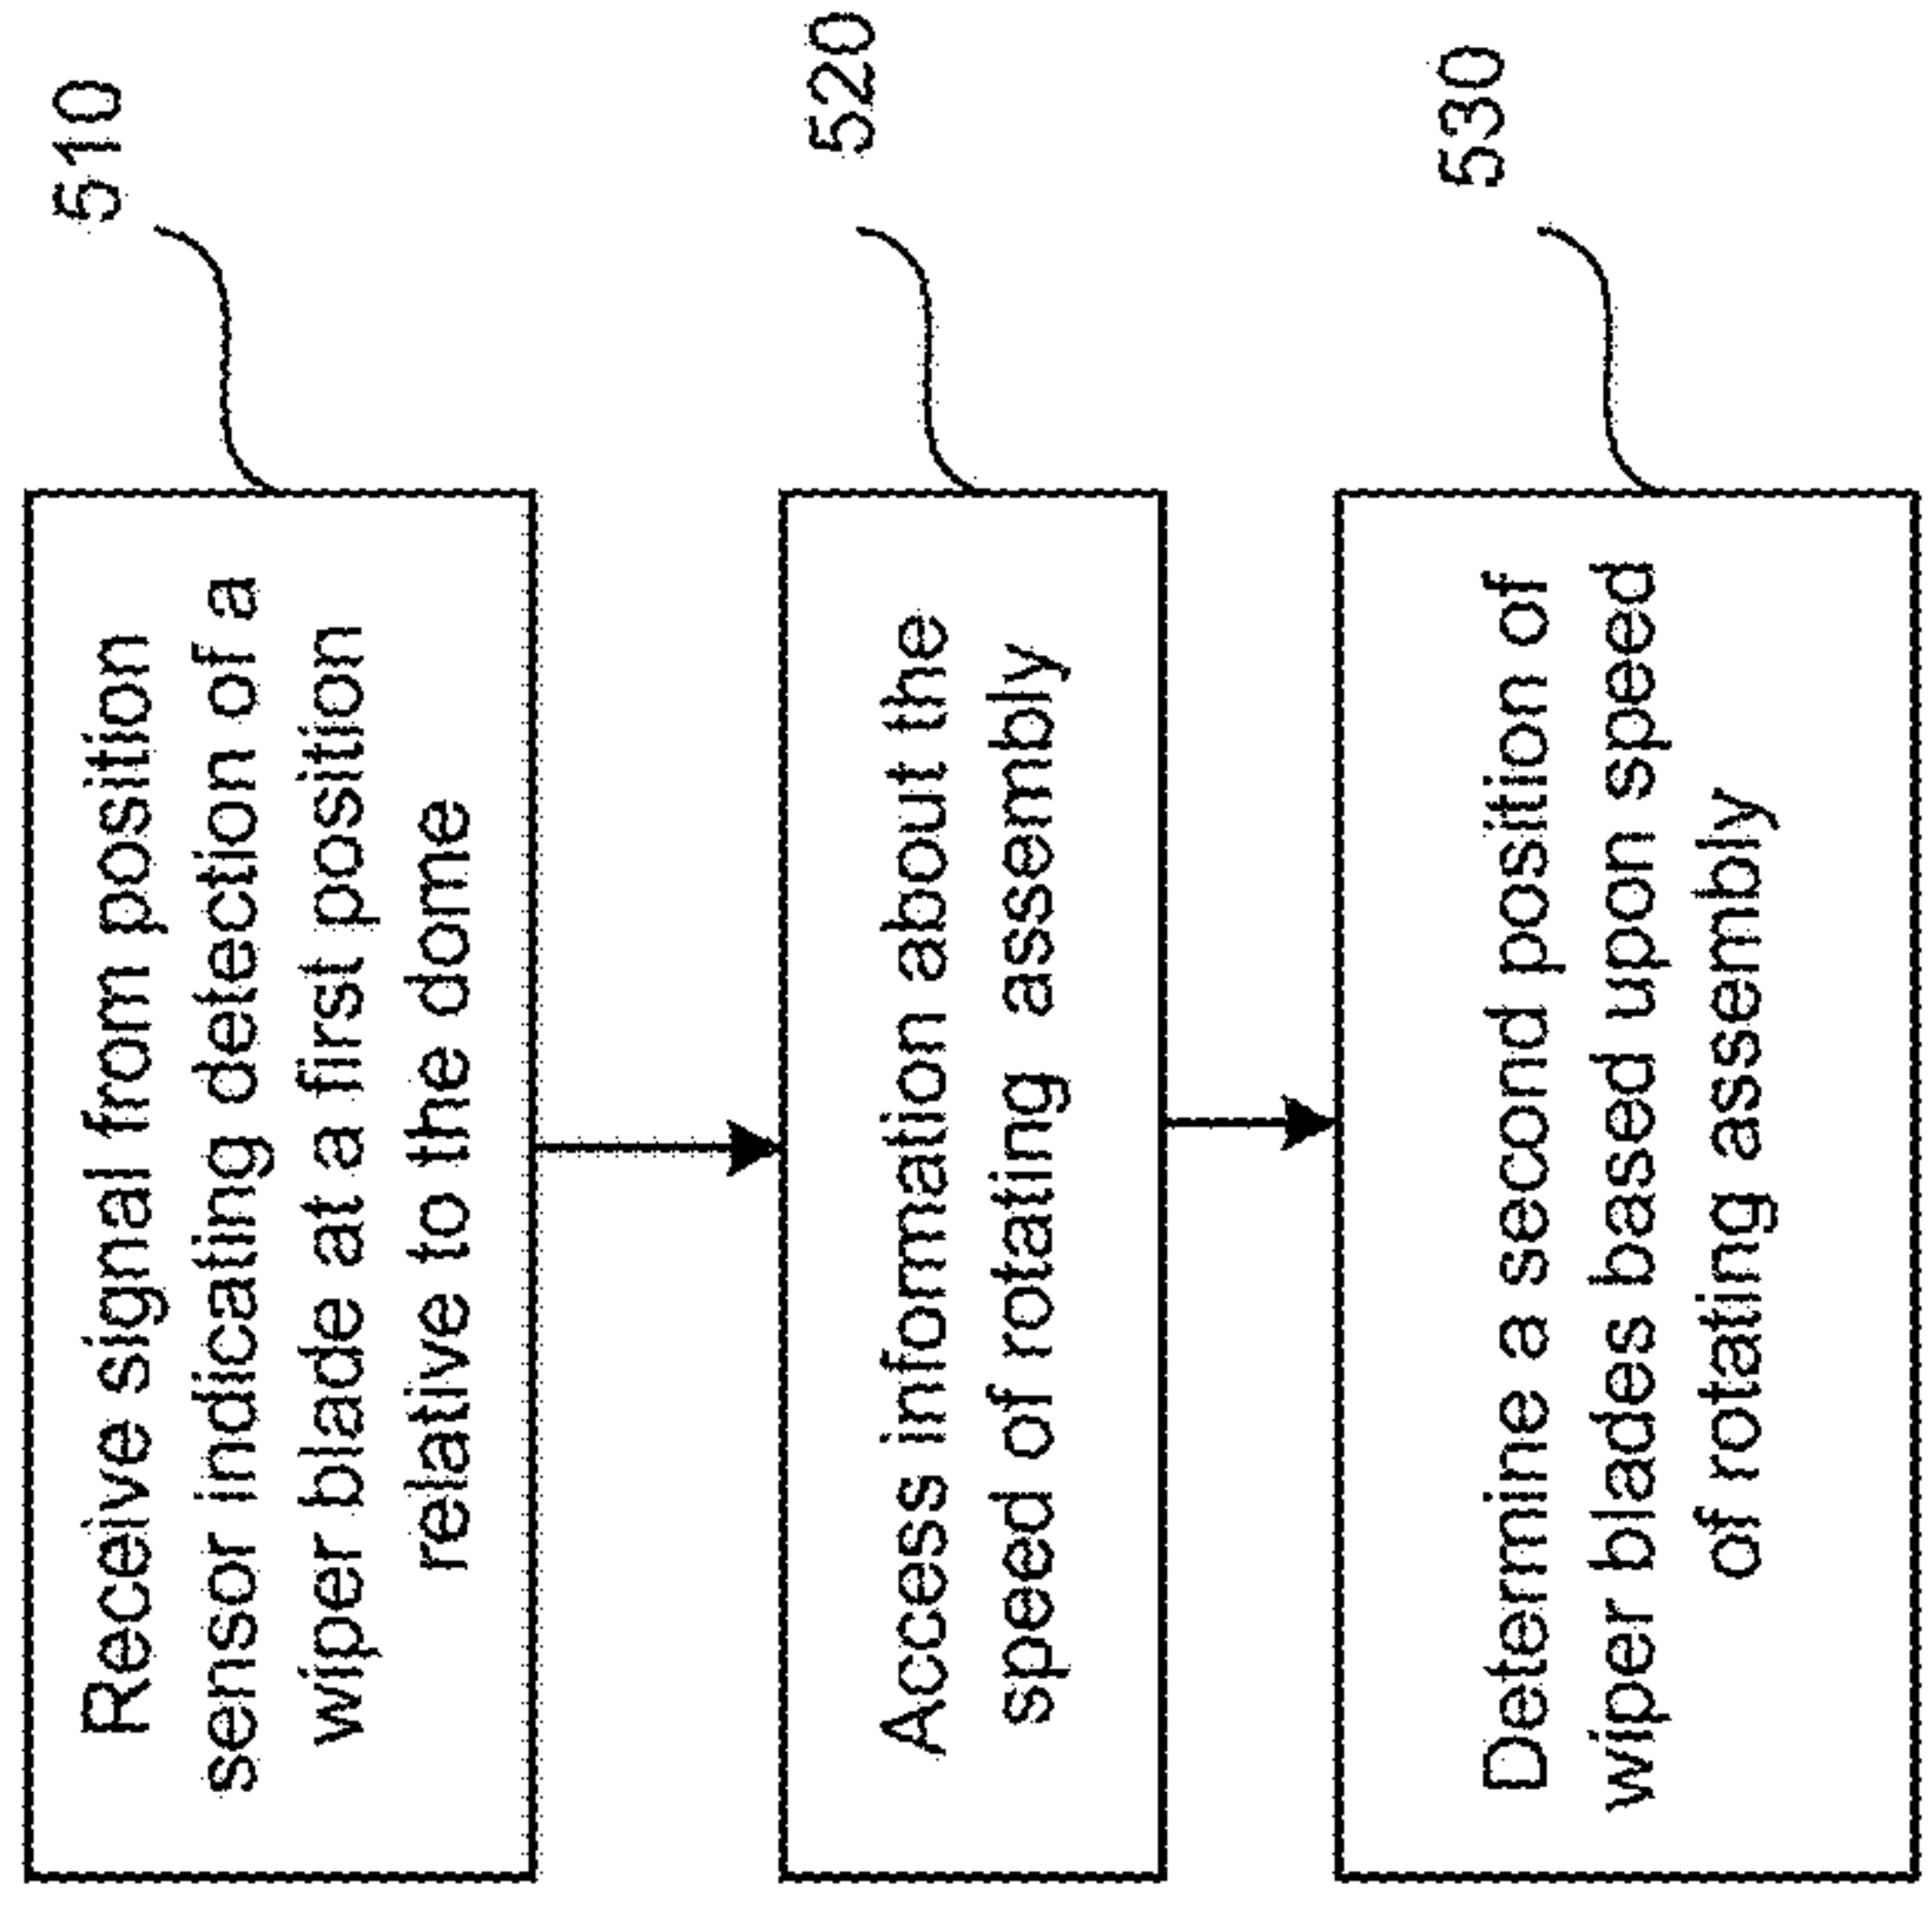 Receive signal from position
sensor indicating detection of a
wiper blade at a first position
relative to the dome
510
Access information about the
speed of rotating assembly
520
Determine a second position of
wiper blades based upon speed
of rotating assembly
530